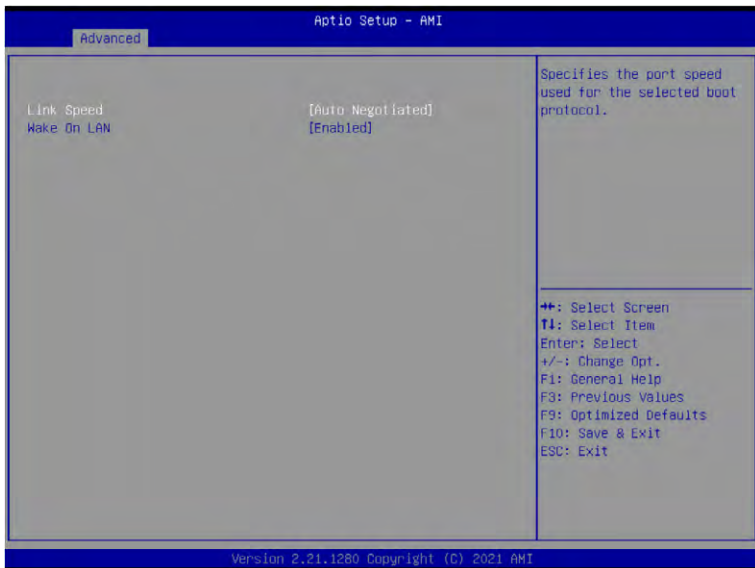 Aptio Setup - AMI
Advanced
Link Speed [Auto Negotiated]
Wake On LAN [Enabled]
Specifies the port speed
used for the selected boot
protocol.
→←: Select Screen
↑↓: Select Item
Enter: Select
+/-: Change Opt.
F1: General Help
F3: Previous Values
F9: Optimized Defaults
F10: Save & Exit
ESC: Exit
Version 2.21.1280 Copyright (C) 2021 AMI